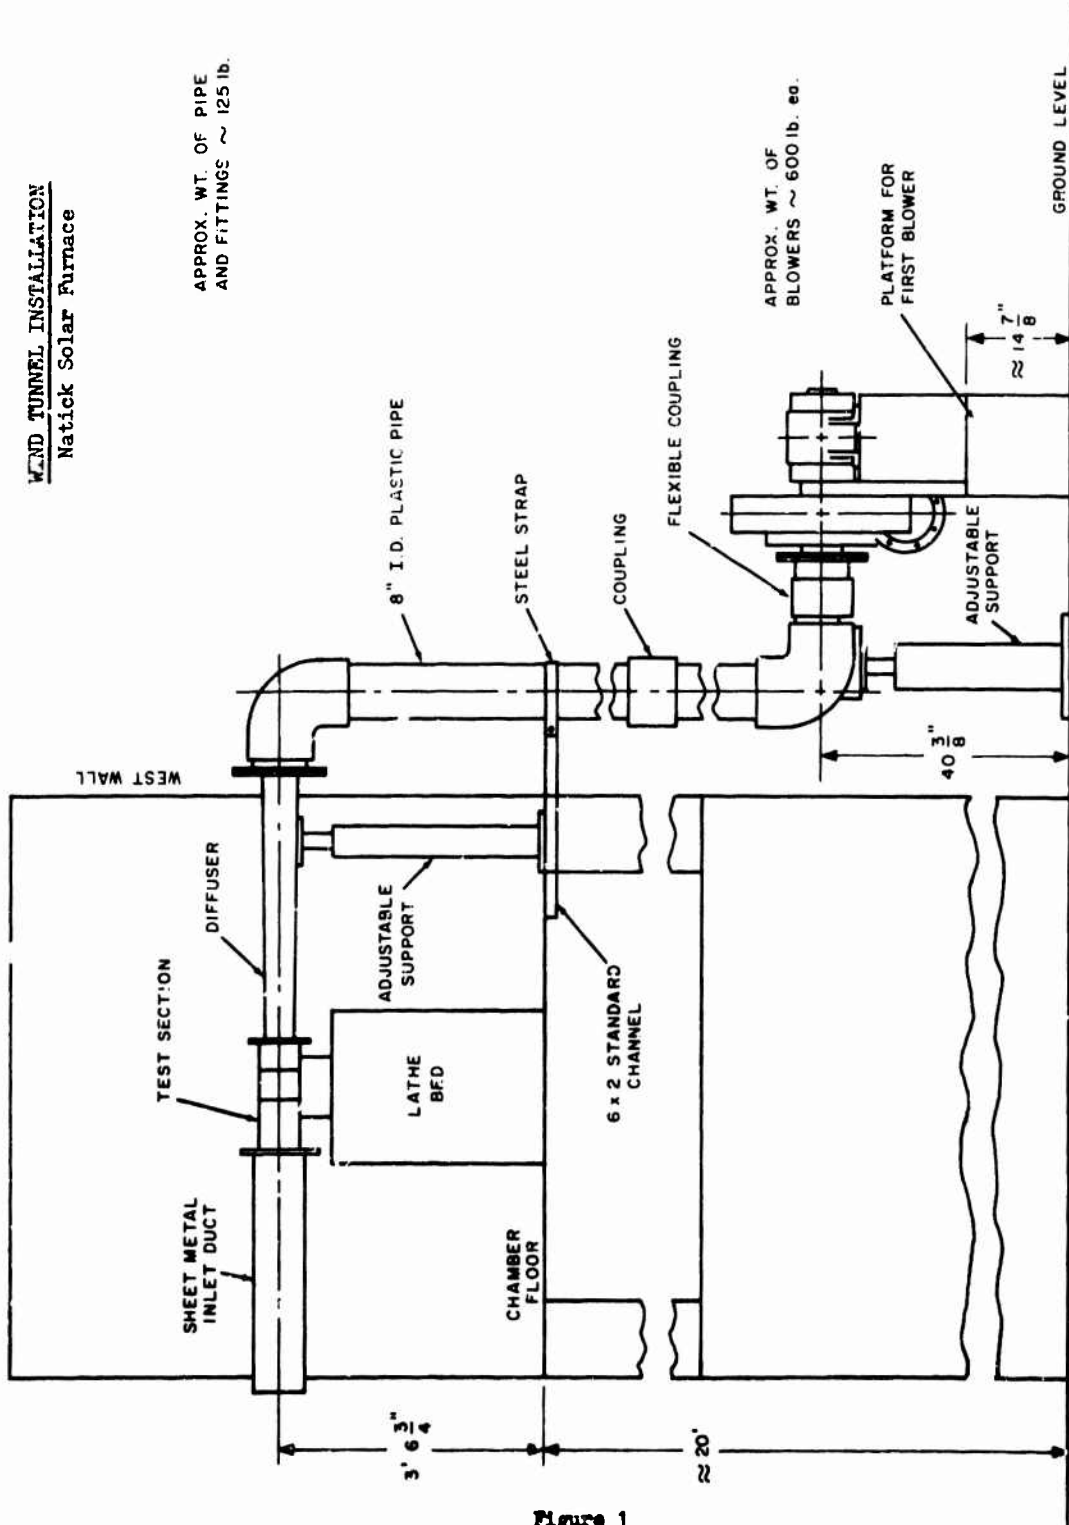 WIND TUNNEL INSTALLATION
Natick Solar Furnace
APPROX. WT. OF PIPE
AND FITTINGS ~ 125 lb.
WEST WALL
DIFFUSER
TEST SECTION
SHEET METAL
INLET DUCT
8" I.D. PLASTIC PIPE
ADJUSTABLE
SUPPORT
LATHE
BED
STEEL STRAP
COUPLING
CHAMBER
FLOOR
6 x 2 STANDARD
CHANNEL
3' 6 3/4"
≈ 20'
FLEXIBLE COUPLING
APPROX. WT. OF
BLOWERS ~ 600 lb. ea.
PLATFORM FOR
FIRST BLOWER
ADJUSTABLE
SUPPORT
≈ 14 7/8"
40 3/8"
GROUND LEVEL
Figure 1